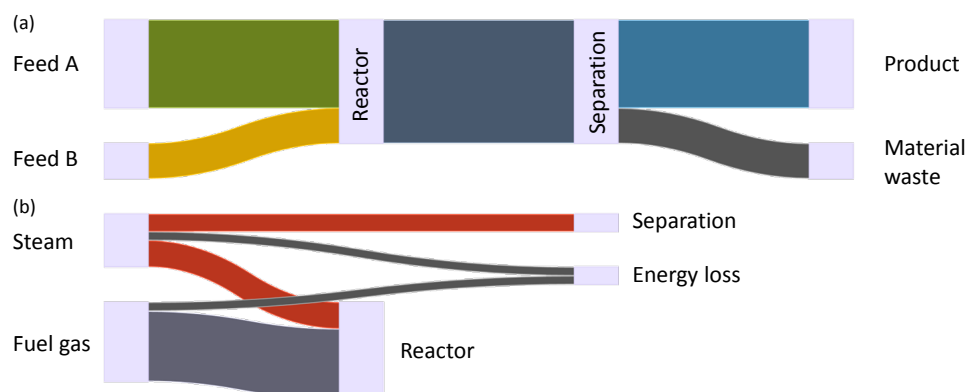 (a)
Feed A
Reactor
Separation
Product
Feed B
Material
waste
(b)
Steam
Separation
Energy loss
Fuel gas
Reactor